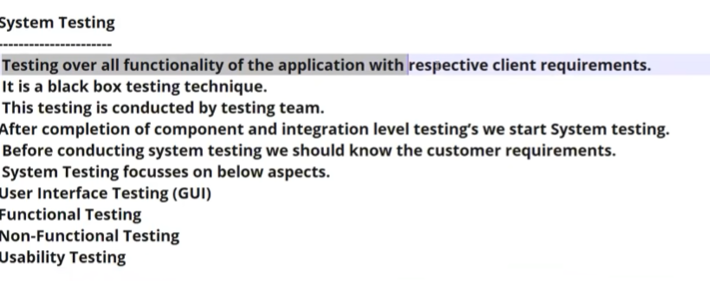 System Testing
-----------------------
Testing over all functionality of the application with respective client requirements.
It is a black box testing technique.
This testing is conducted by testing team.
After completion of component and integration level testing's we start System testing.
Before conducting system testing we should know the customer requirements.
System Testing focusses on below aspects.
User Interface Testing (GUI)
Functional Testing
Non-Functional Testing
Usability Testing